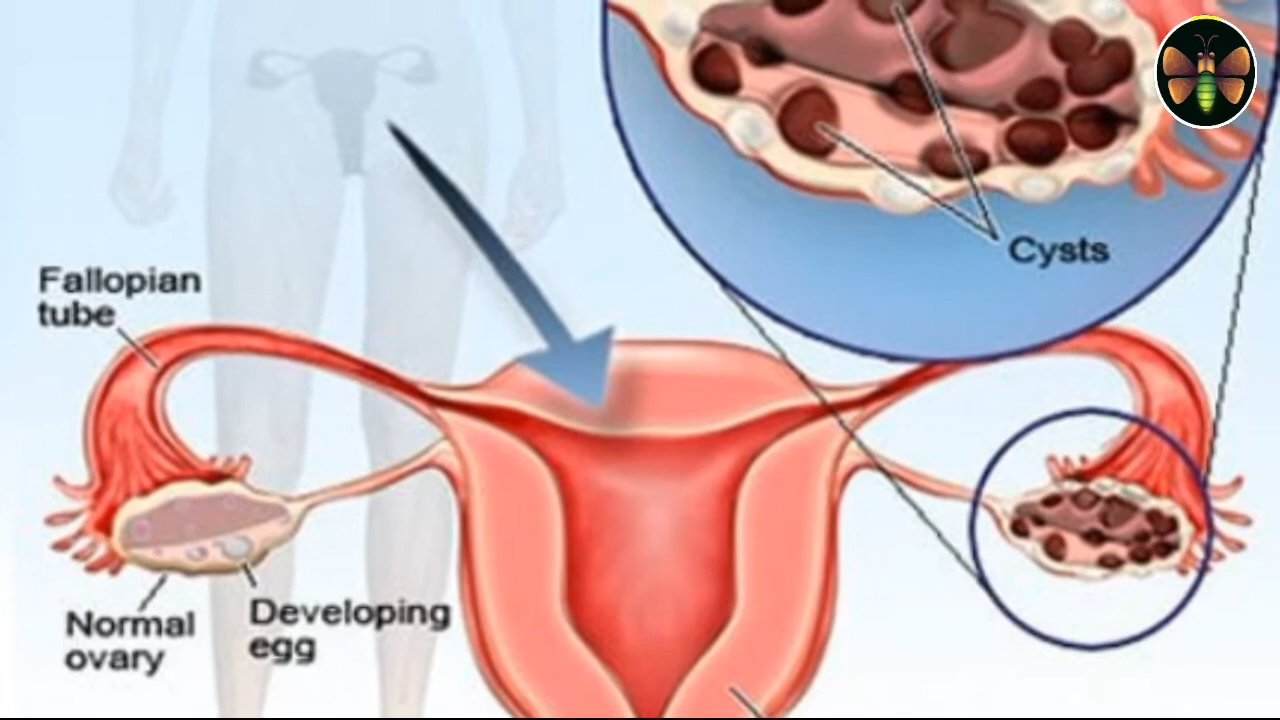 Cysts
Fallopian
tube
Normal
ovary
Developing
egg